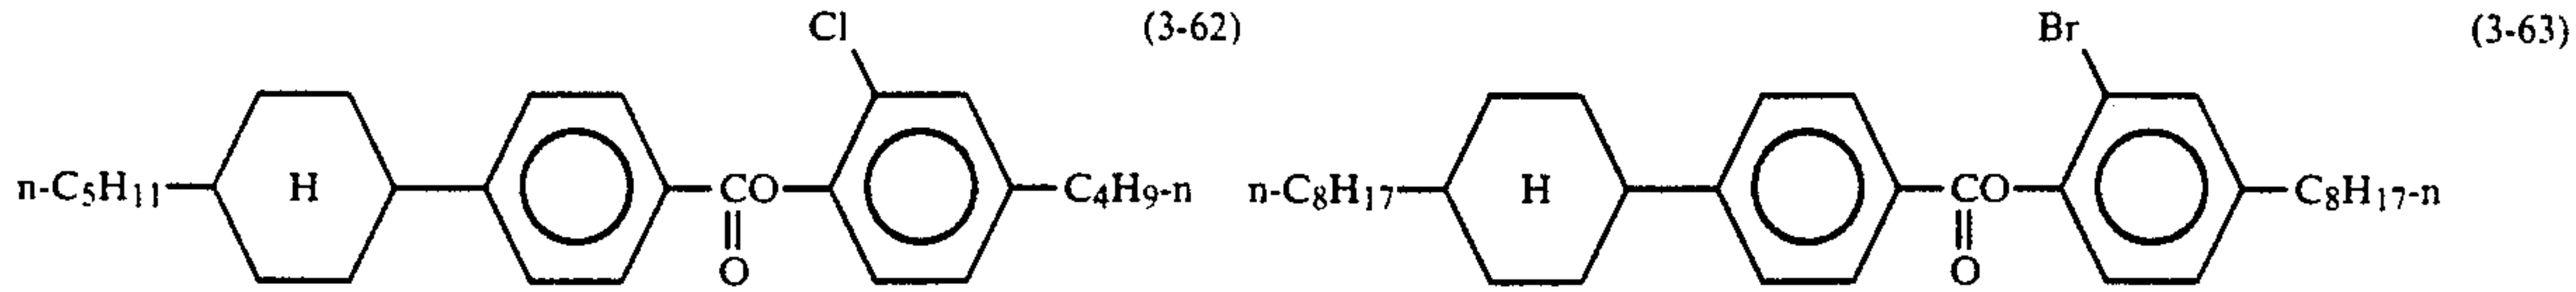 Cl (3-62) Br (3-63)
n-C5H11 H CO C4H9-n n-C8H17 H CO C8H17-n
O O